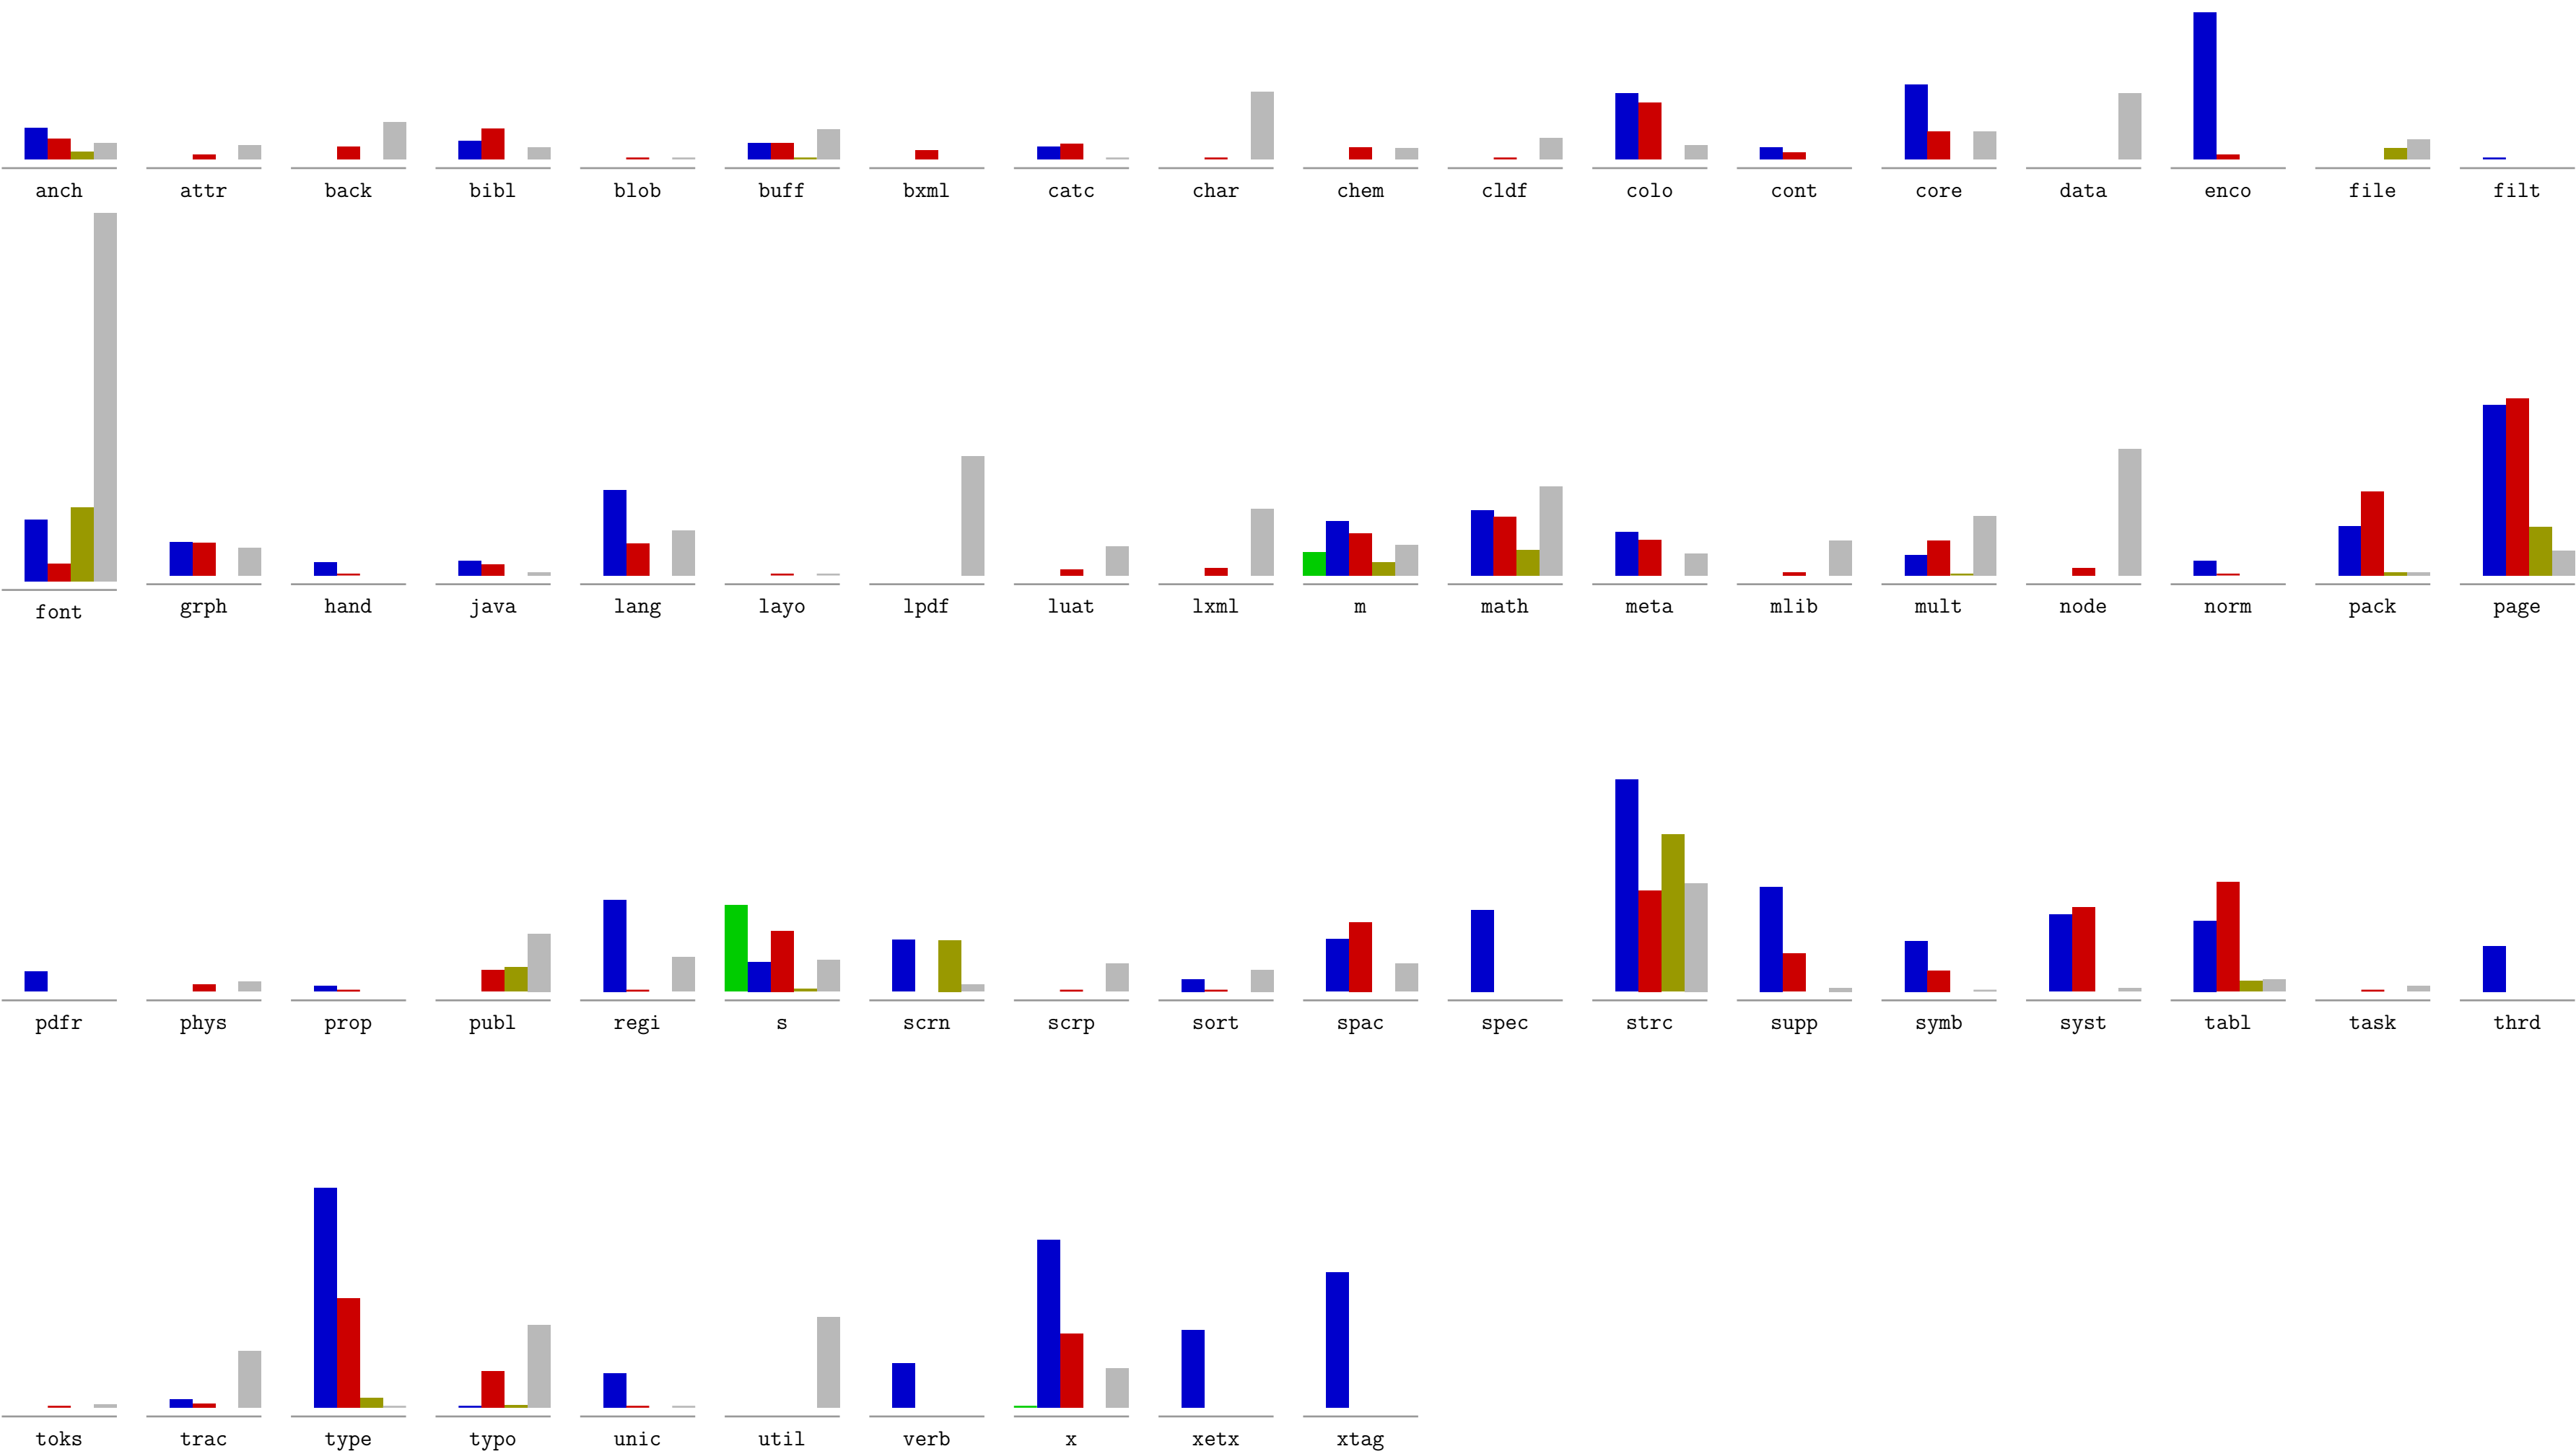 anch attr back bibl blob buff bxml catc char chem cldf colo cont core data enco file filt
font grph hand java lang layo lpdf luat lxml m math meta mlib mult node norm pack page
pdfr phys prop publ regi s scrn scrp sort spac spec strc supp symb syst tabl task thrd
toks trac type typo unic util verb x xetx xtag